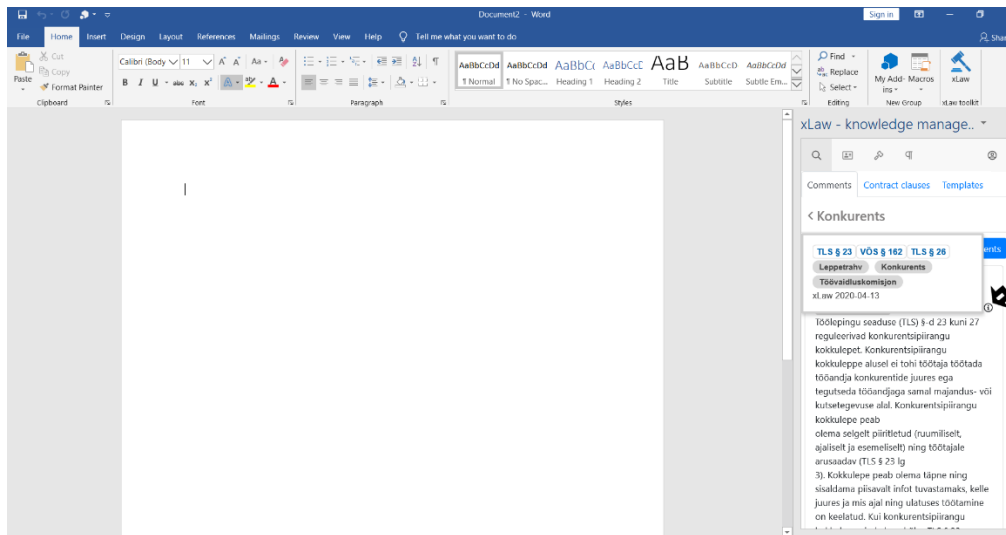 Document2 - Word
Sign in
File Home Insert Design Layout References Mailings Review View Help Tell me what you want to do
Shar
Cut
Copy
Format Painter
Paste
Clipboard
Calibri (Body 11
Font
Paragraph
AaBbCcDd AaBbCcDd AaBbC( AaBbCcE AaB AaBbCcD AaBbCcDd
¶ Normal ¶ No Spac... Heading 1 Heading 2 Title Subtitle Subtle Em...
Styles
Find
Replace
Select
Editing
My Add-ins Macros
New Group
xLaw
xLaw toolkit
xLaw - knowledge manage..
Comments Contract clauses Templates
< Konkurents
TLS § 23 VÕS § 162 TLS § 26
ents
Leppetrahv Konkurents
Töövaidluskomisjon
xLaw 2020-04-13
Töölepingu seaduse (TLS) §-d 23 kuni 27
reguleerivad konkurentsipiirangu
kokkulepet. Konkurentsipiirangu
kokkuleppe alusel ei tohi töötaja töötada
tööandja konkurentide juures ega
tegutseda tööandjaga samal majandus- või
kutsetegevuse alal. Konkurentsipiirangu
kokkulepe peab
olema selgelt piiritletud (ruumiliselt,
ajaliselt ja esemeliselt) ning töötajale
arusaadav (TLS § 23 lg
3). Kokkulepe peab olema täpne ning
sisaldama piisavalt infot tuvastamaks, kelle
juures ja mis ajal ning ulatuses töötamine
on keelatud. Kui konkurentsipiirangu